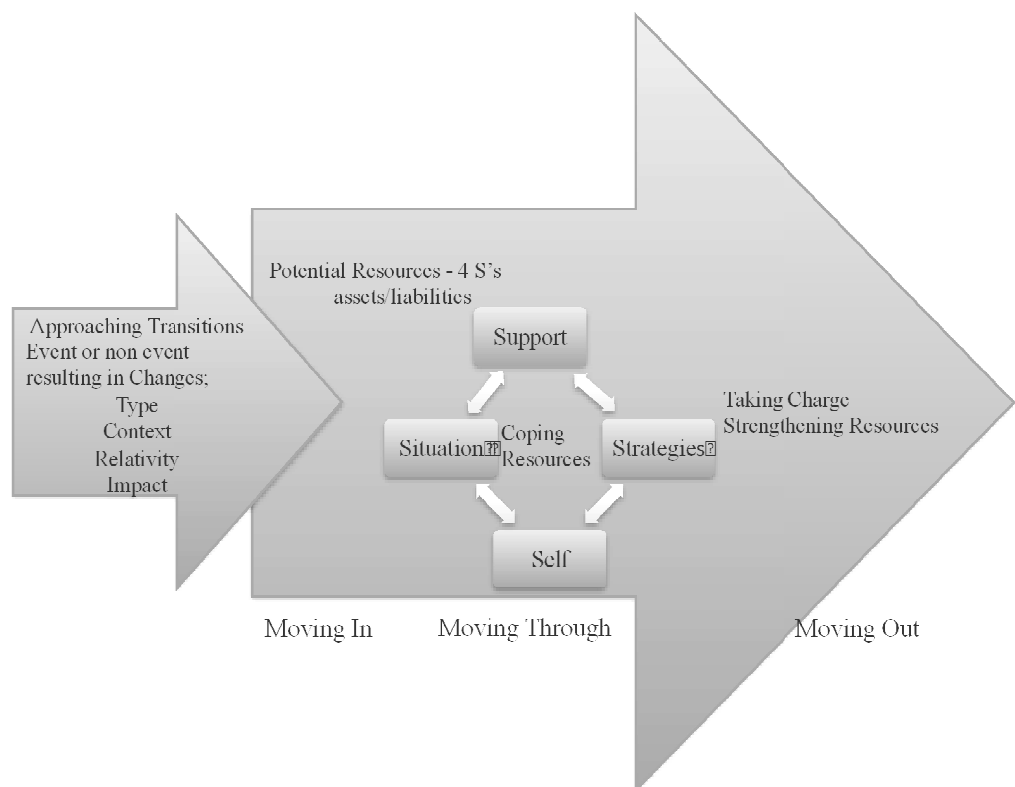 Approaching Transitions
Event or non event
resulting in Changes;
Type
Context
Relativity
Impact
Potential Resources - 4 S's
assets/liabilities
Support
Situation
Coping
Resources
Strategies
Self
Taking Charge
Strengthening Resources
Moving In
Moving Through
Moving Out